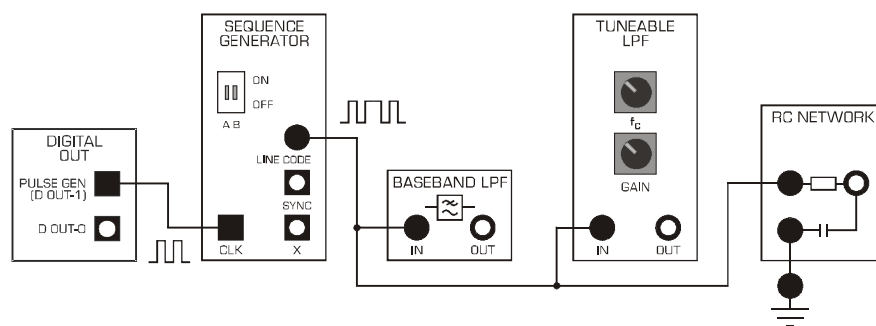 SEQUENCE
GENERATOR
ON
OFF
A B
LINE CODE
SYNC
CLK
X
DIGITAL
OUT
PULSE GEN
(D OUT-1)
D OUT-0
BASEBAND LPF
IN
OUT
TUNEABLE
LPF
fC
GAIN
IN
OUT
RC NETWORK